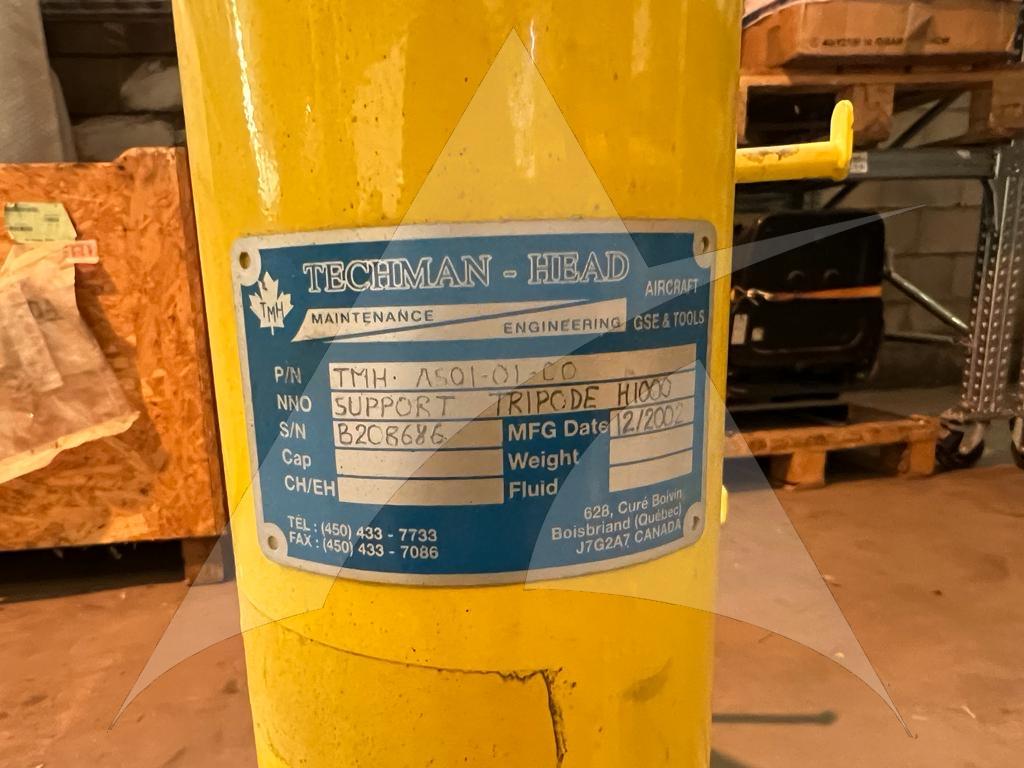 TECHMAN - HEAD
TMH
MAINTENANCE ENGINEERING
AIRCRAFT
GSE & TOOLS
P/N TMH. AS01-01-00
NNO SUPPORT TRIPODE H1000
S/N B208686 MFG Date 12/2002
Cap Weight
CH/EH Fluid
TÉL : (450) 433 - 7733
FAX : (450) 433 - 7086
628, Curé Boivin
Boisbriand (Québec)
J7G2A7 CANADA